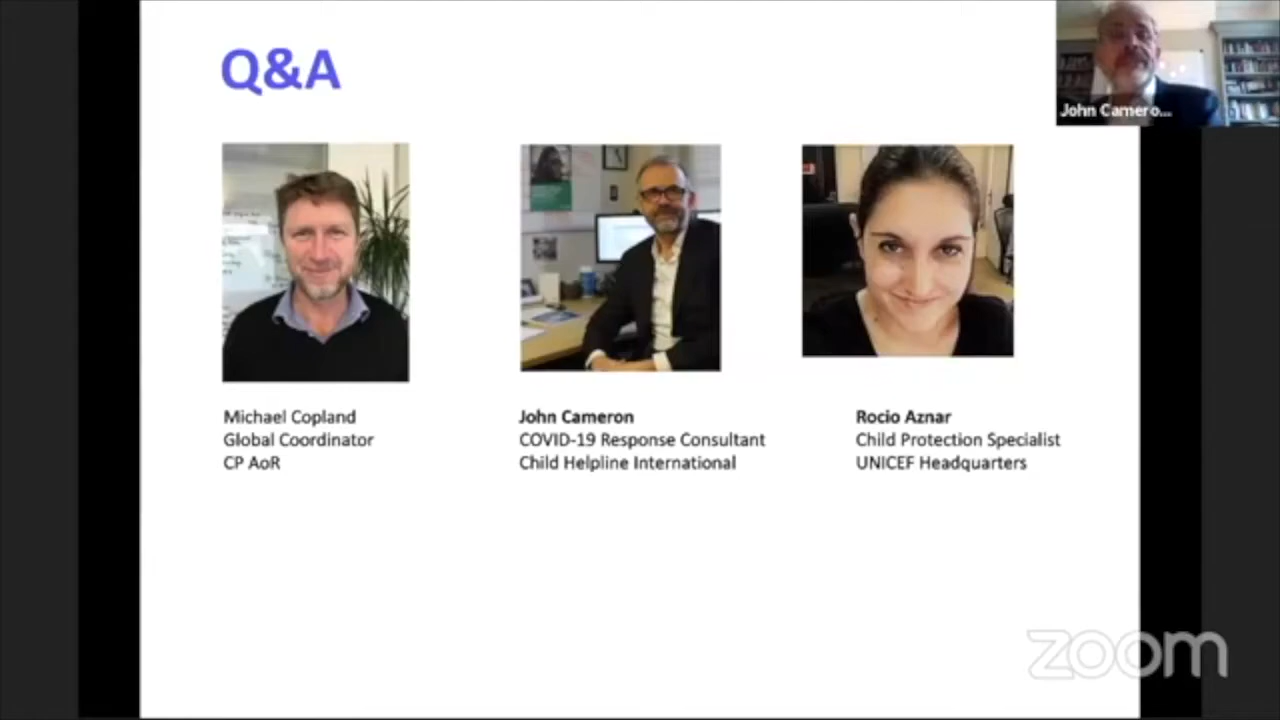 Q&A
John Camero...
Michael Copland
Global Coordinator
CP AoR
John Cameron
COVID-19 Response Consultant
Child Helpline International
Rocio Aznar
Child Protection Specialist
UNICEF Headquarters
zoom